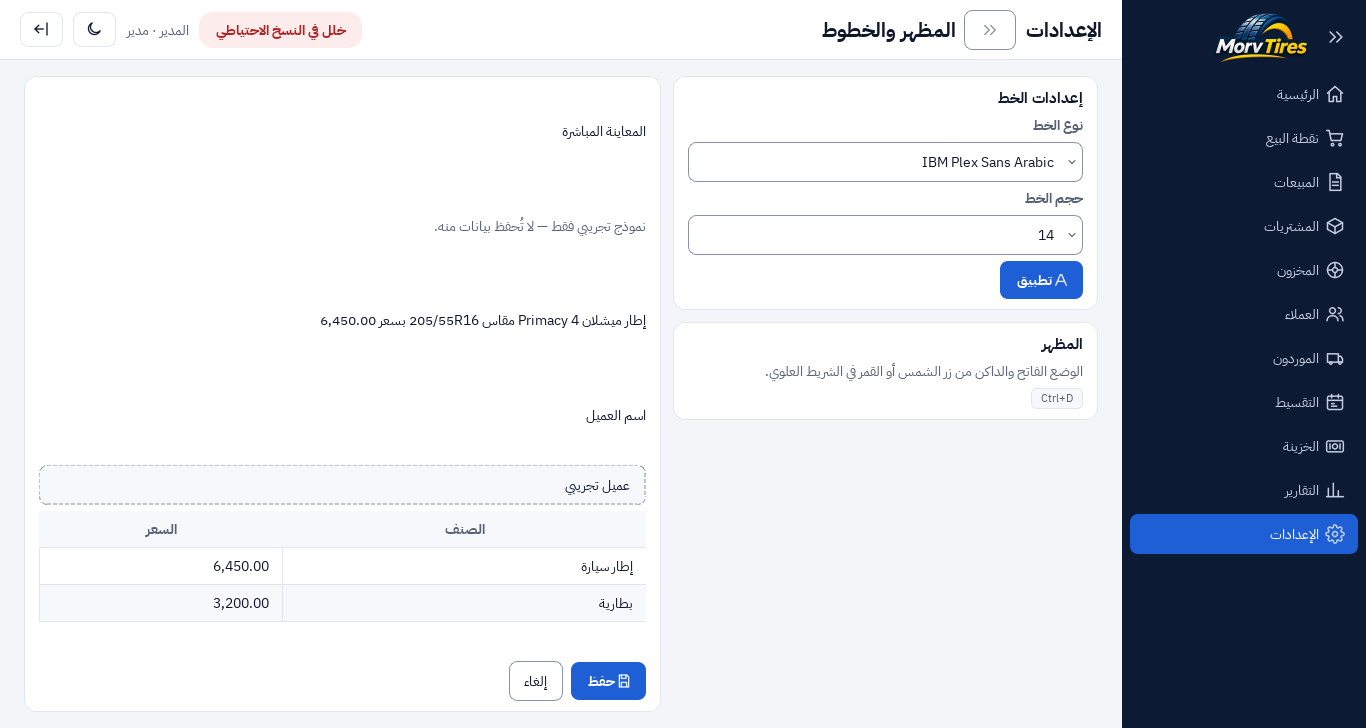 MorvTires
الرئيسية
نقطة البيع
المبيعات
المشتريات
المخزون
العملاء
الموردون
التقسيط
الخزينة
التقارير
الإعدادات
الإعدادات
المظهر والخطوط
خلل في النسخ الاحتياطي
المدير · مدير
إعدادات الخط
نوع الخط
IBM Plex Sans Arabic
حجم الخط
14
تطبيق
المظهر
الوضع الفاتح والداكن من زر الشمس أو القمر في الشريط العلوي.
Ctrl+D
المعاينة المباشرة
نموذج تجريبي فقط — لا تُحفظ بيانات منه.
إطار ميشلان Primacy 4 مقاس 205/55R16 بسعر 6,450.00
اسم العميل
عميل تجريبي
الصنف السعر
إطار سيارة 6,450.00
بطارية 3,200.00
حفظ
إلغاء